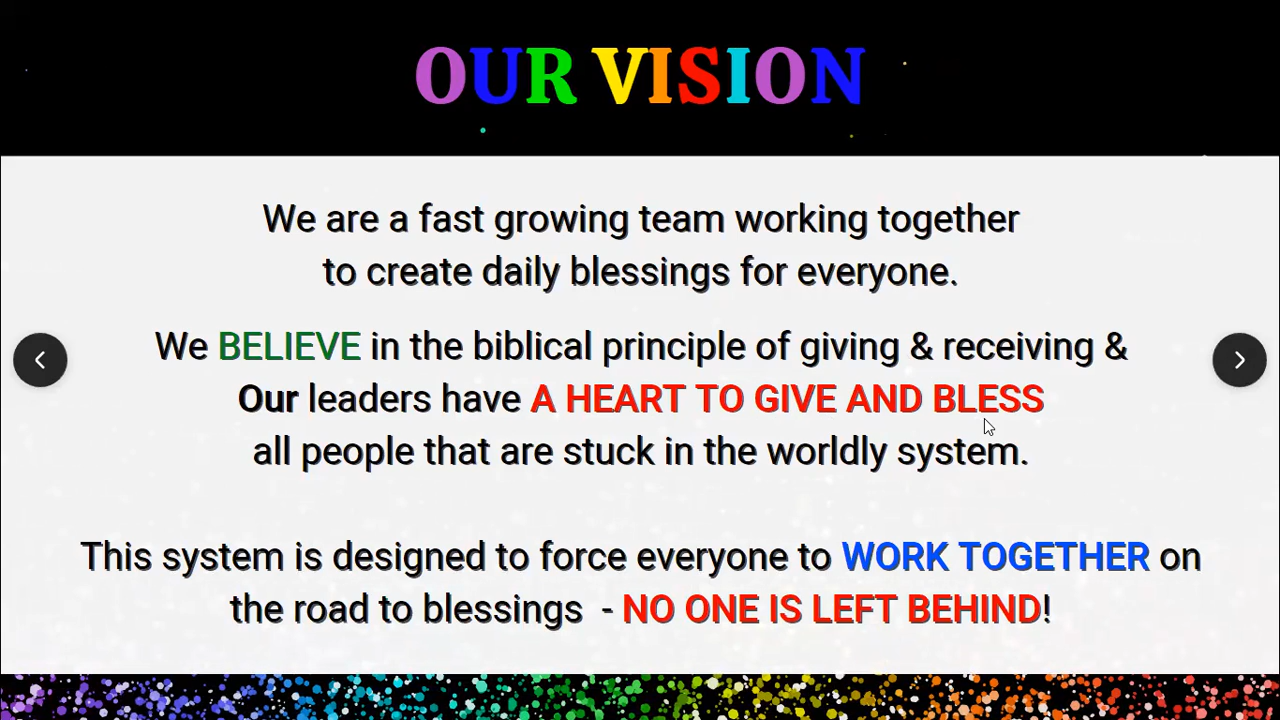 OUR VISION
We are a fast growing team working together
to create daily blessings for everyone.
We BELIEVE in the biblical principle of giving & receiving &
Our leaders have A HEART TO GIVE AND BLESS
all people that are stuck in the worldly system.
This system is designed to force everyone to WORK TOGETHER on
the road to blessings - NO ONE IS LEFT BEHIND!